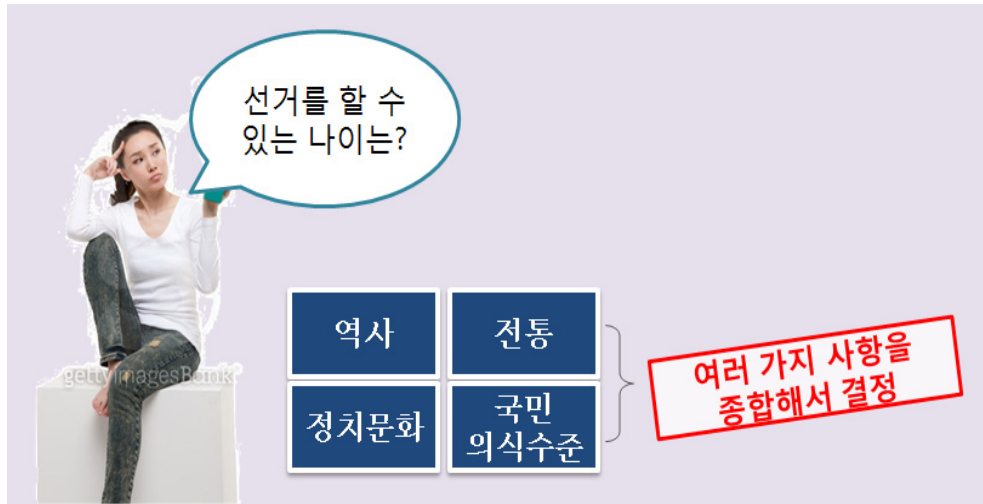 선거를 할 수
있는 나이는?
역사
전통
정치문화
국민
의식수준
여러 가지 사항을
종합해서 결정
gettyimagesBank